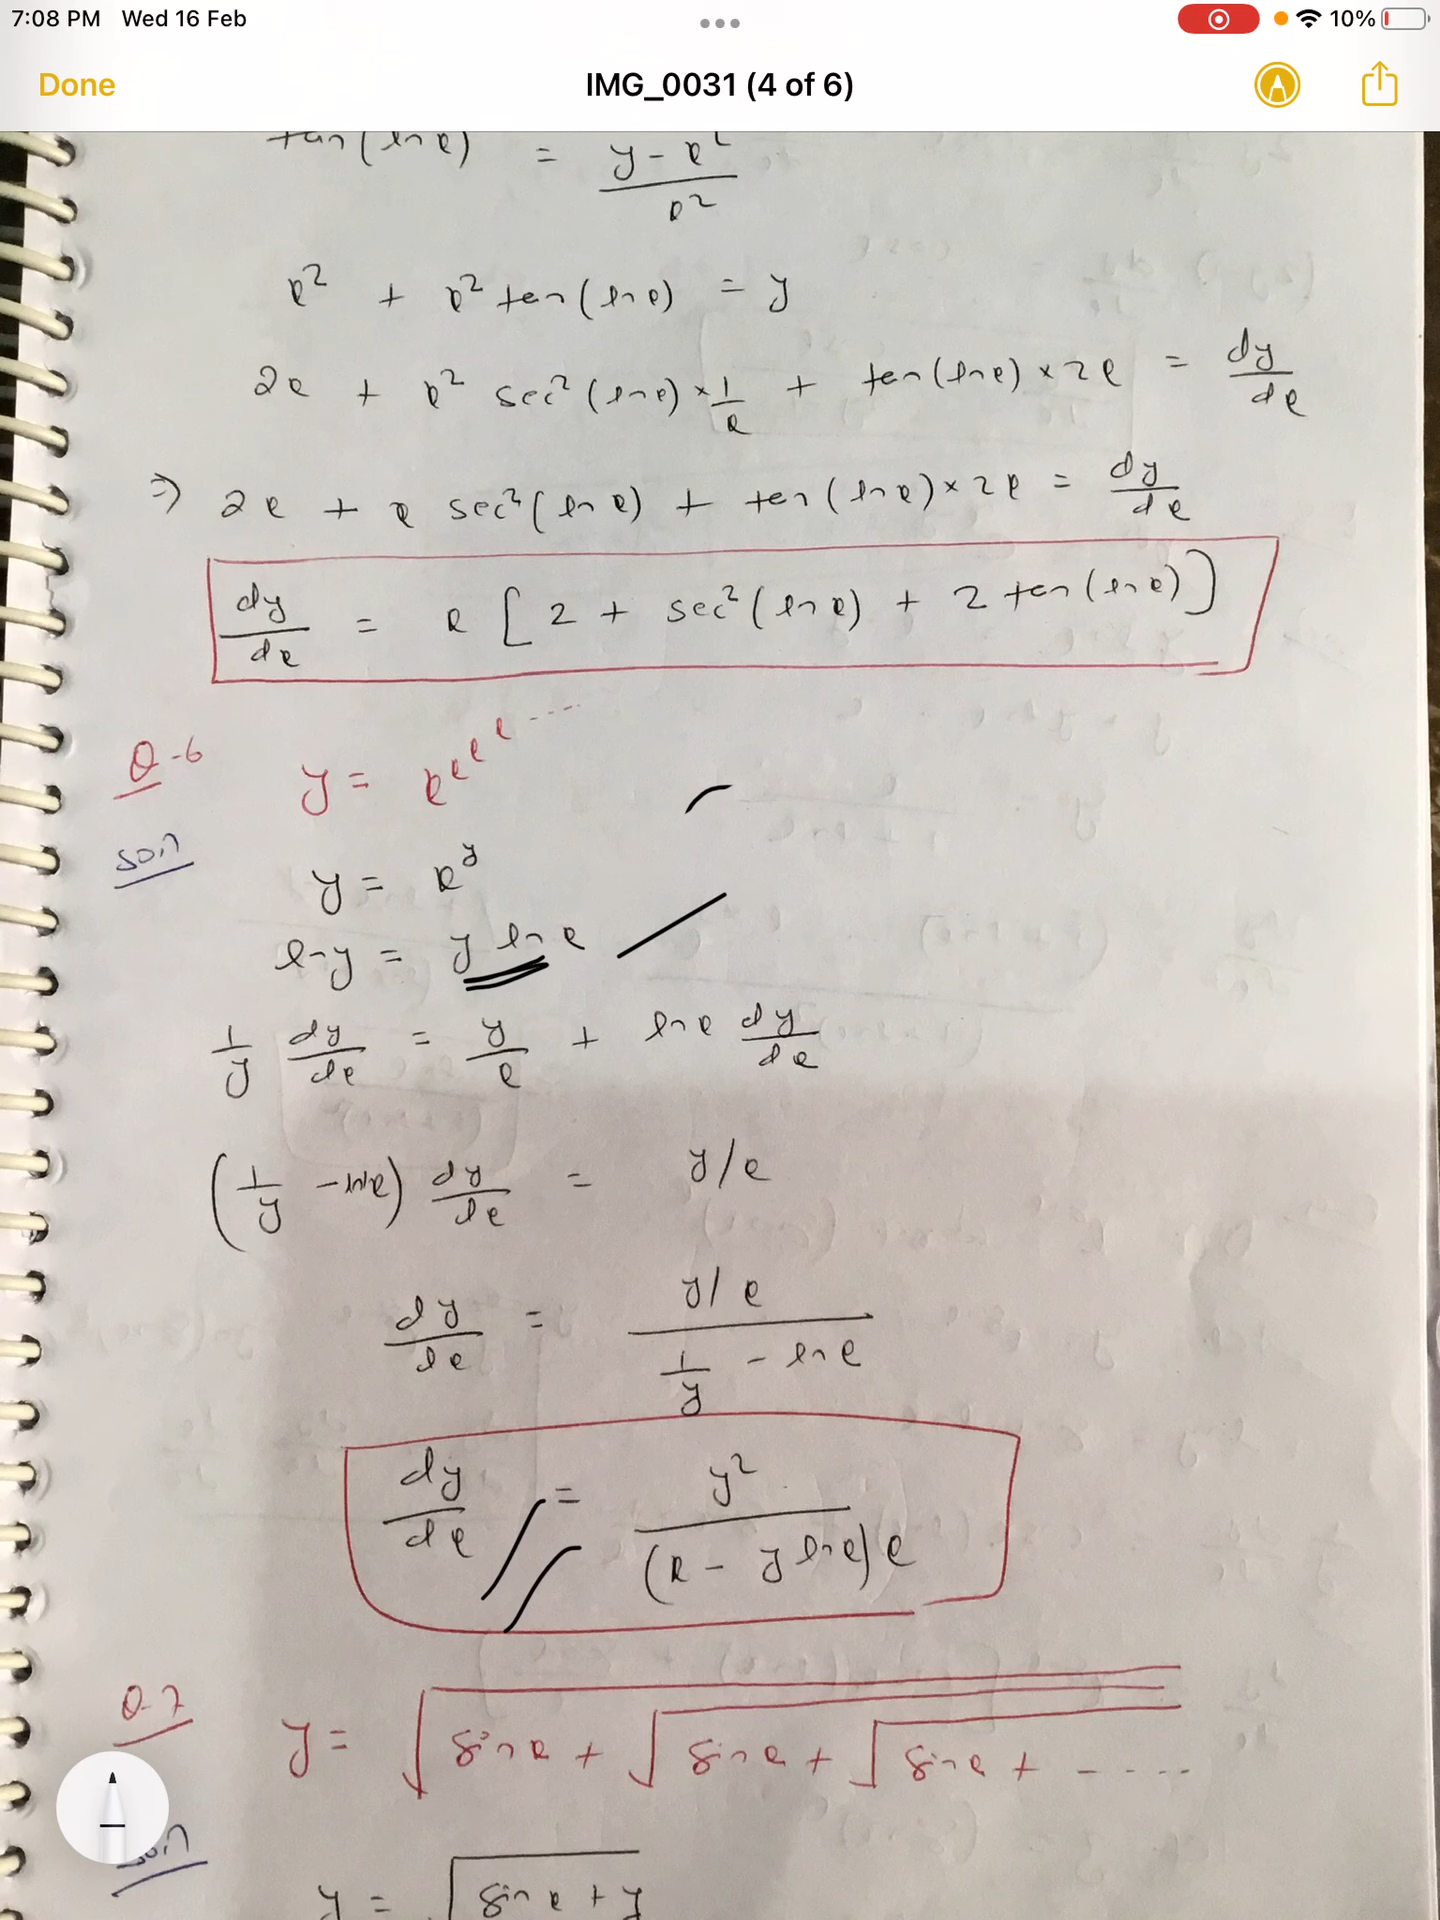 7:08 PM Wed 16 Feb
10%
Done
IMG_0031 (4 of 6)
tan(ln x) = (y - x²)/x²
x² + x² tan(ln x) = y
2x + x² sec²(ln x) × 1/x + tan(ln x) × 2x = dy/dx
⇒ 2x + x sec²(ln x) + tan(ln x) × 2x = dy/dx
dy/dx = x [2 + sec²(ln x) + 2 tan(ln x)]
Q-6 y = x^x^x^x^....
Soln
y = x^y
ln y = y ln x
1/y dy/dx = y/x + ln x dy/dx
(1/y - ln x) dy/dx = y/x
dy/dx = (y/x)/(1/y - ln x)
dy/dx = y²/((x - y ln x) x)
Q.7 y = √(sin x + √(sin x + √(sin x + -----
Soln
y = √(sin x + y